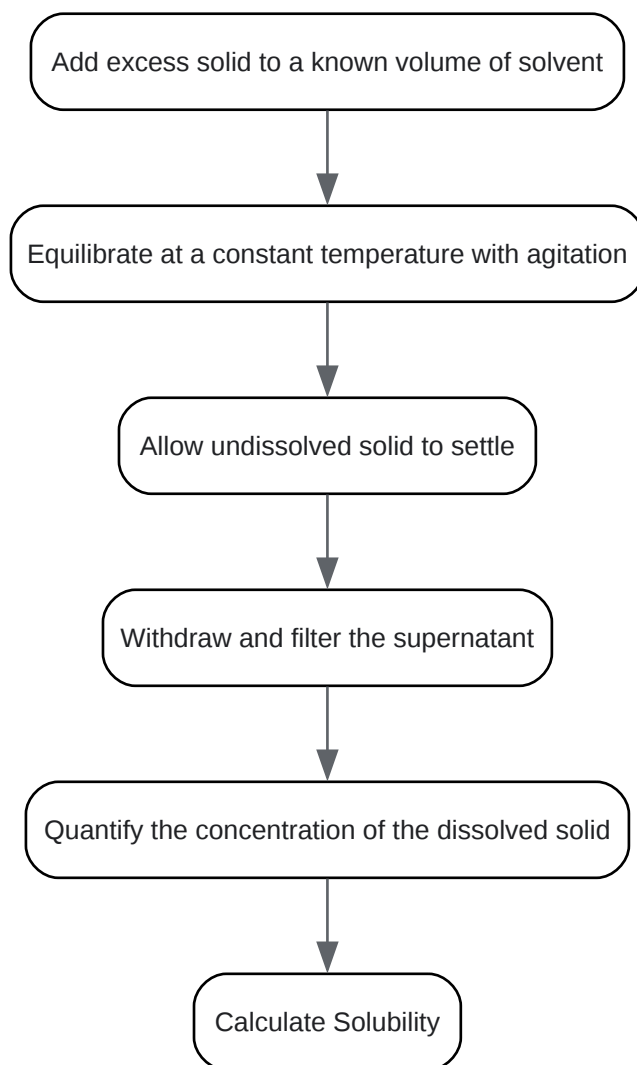 Add excess solid to a known volume of solvent
Equilibrate at a constant temperature with agitation
Allow undissolved solid to settle
Withdraw and filter the supernatant
Quantify the concentration of the dissolved solid
Calculate Solubility